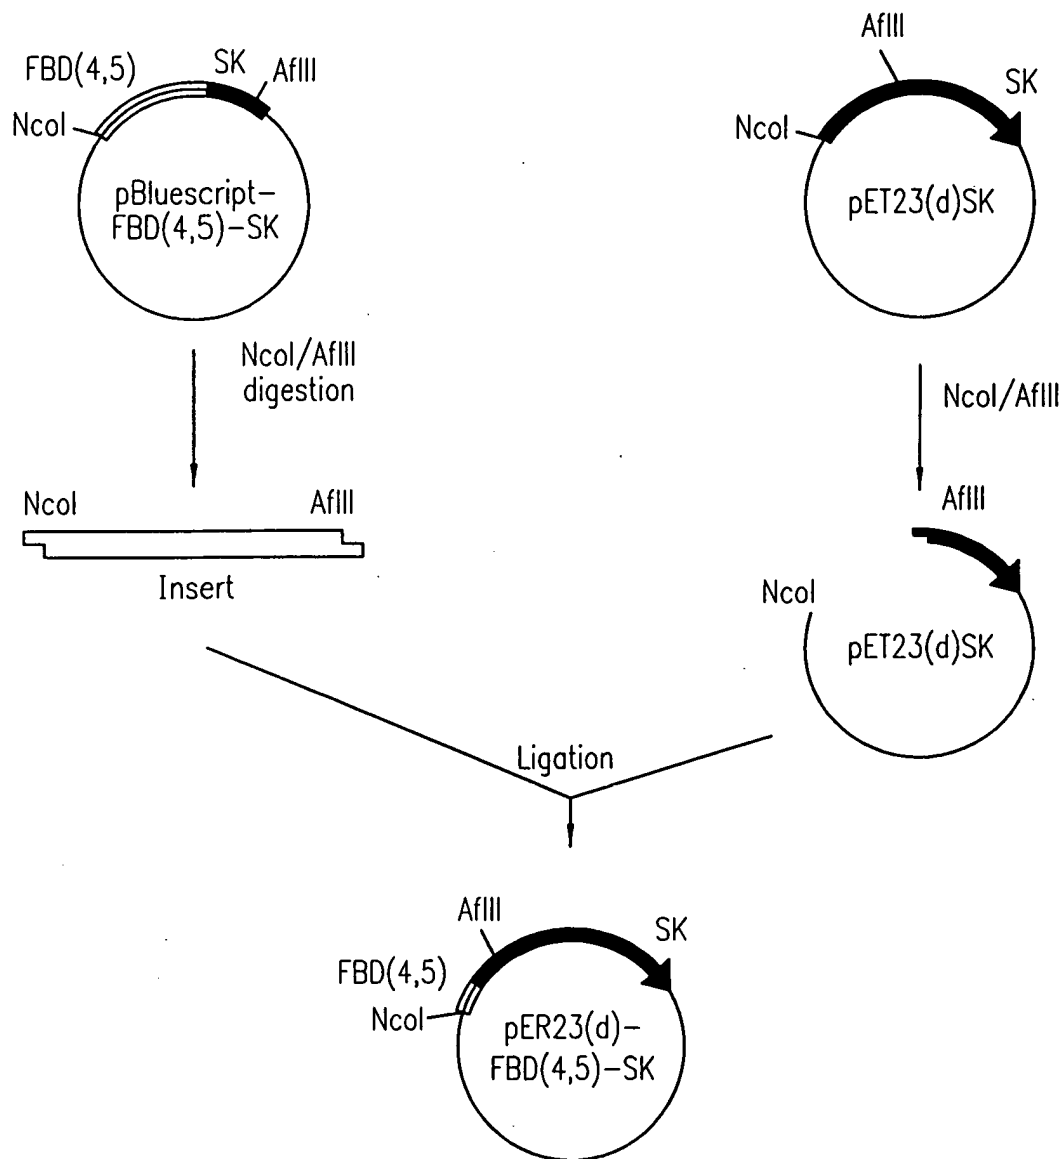 FBD(4,5)
SK
AflII
NcoI
pBluescript-
FBD(4,5)-SK
AflII
SK
NcoI
pET23(d)SK
NcoI/AflII
digestion
NcoI/AflII
NcoI
AflII
Insert
AflII
NcoI
pET23(d)SK
Ligation
AflII
SK
FBD(4,5)
NcoI
pER23(d)-
FBD(4,5)-SK